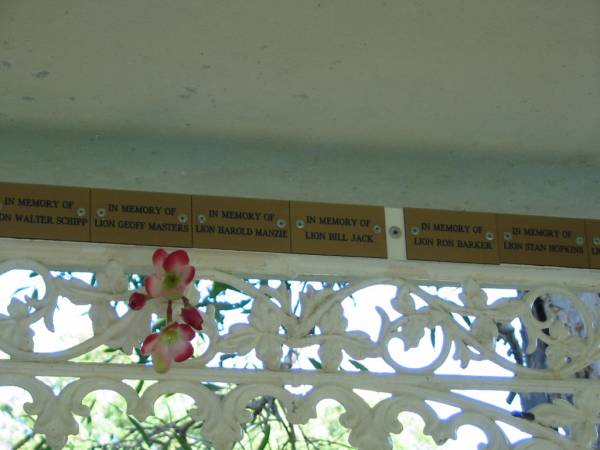 IN MEMORY OF
ON WALTER SCHIPP
IN MEMORY OF
LION GEOFF MASTERS
IN MEMORY OF
LION HAROLD MANZIE
IN MEMORY OF
LION BILL JACK
IN MEMORY OF
LION RON BARKER
IN MEMORY OF
LION STAN HOPKINS